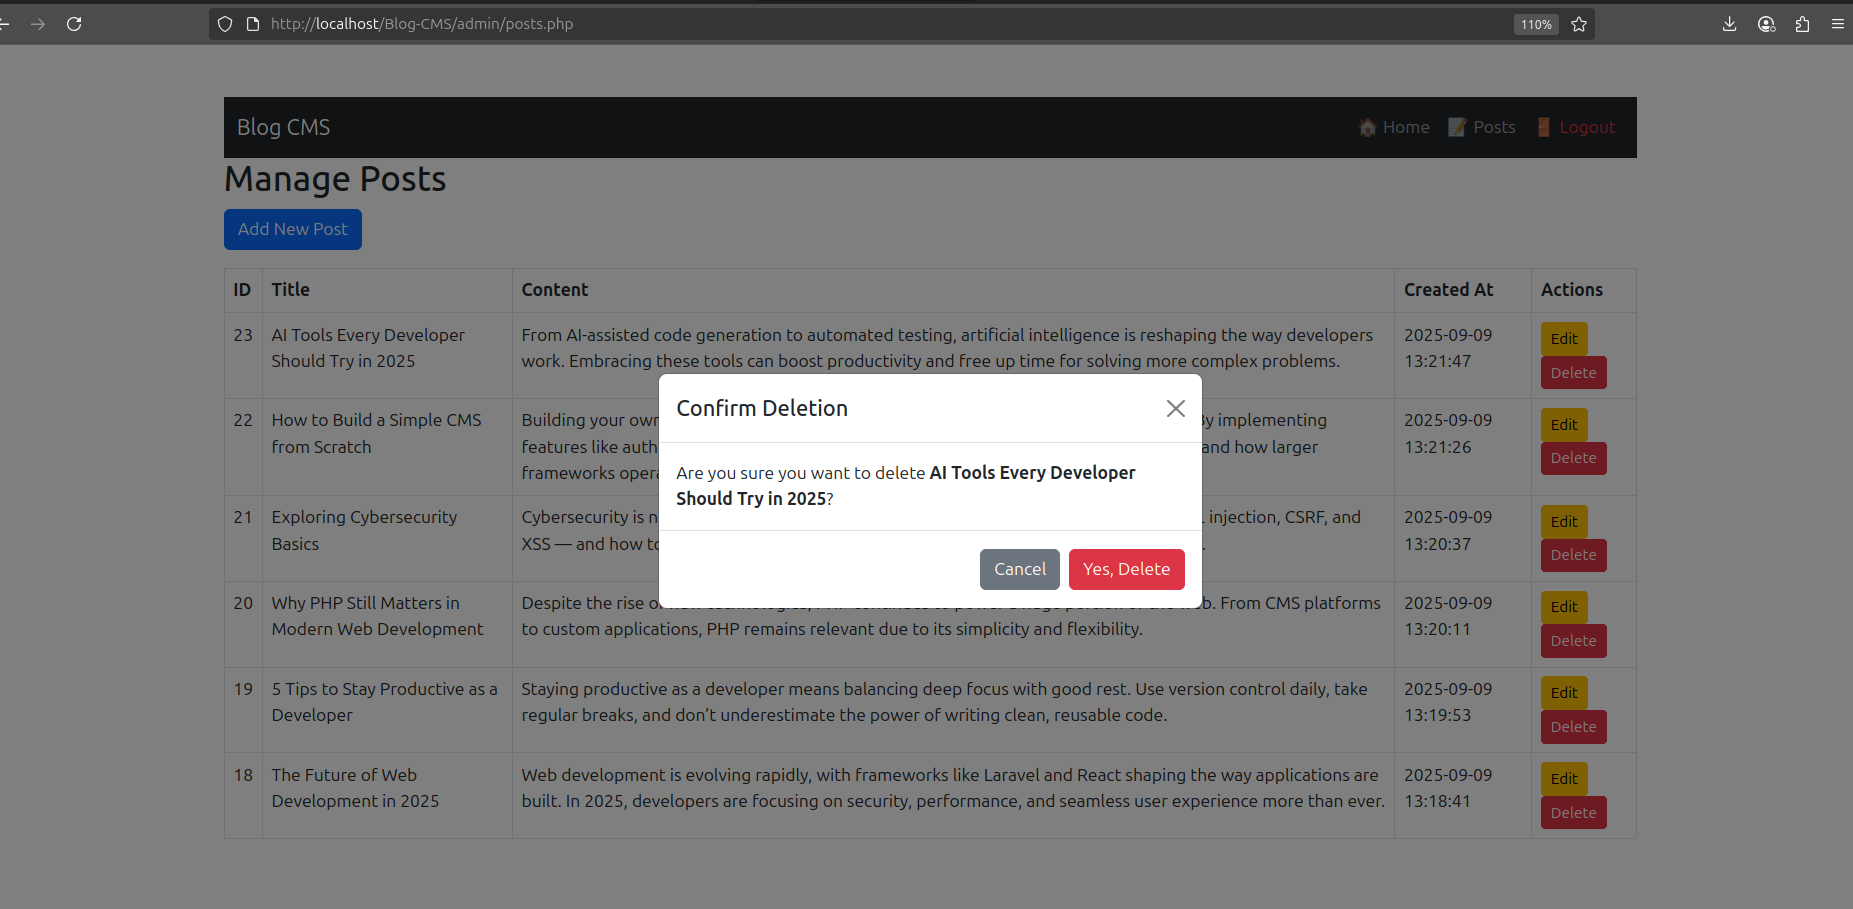 http://localhost/Blog-CMS/admin/posts.php
110%
Blog CMS
Home
Posts
Logout
Manage Posts
Add New Post
ID Title Content Created At Actions
23
AI Tools Every Developer
Should Try in 2025
From AI-assisted code generation to automated testing, artificial intelligence is reshaping the way developers
work. Embracing these tools can boost productivity and free up time for solving more complex problems.
2025-09-09
13:21:47
Edit
Delete
22
How to Build a Simple CMS
from Scratch
Building your own By implementing
features like and how larger
frameworks
2025-09-09
13:21:26
Edit
Delete
21
Exploring Cybersecurity
Basics
Cybersecurity is injection, CSRF, and
XSS — and how
2025-09-09
13:20:37
Edit
Delete
Confirm Deletion
Are you sure you want to delete AI Tools Every Developer
Should Try in 2025?
Cancel
Yes, Delete
20
Why PHP Still Matters in
Modern Web Development
Despite the rise From CMS platforms
to custom applications, PHP remains relevant due to its simplicity and flexibility.
2025-09-09
13:20:11
Edit
Delete
19
5 Tips to Stay Productive as a
Developer
Staying productive as a developer means balancing deep focus with good rest. Use version control daily, take
regular breaks, and don’t underestimate the power of writing clean, reusable code.
2025-09-09
13:19:53
Edit
Delete
18
The Future of Web
Development in 2025
Web development is evolving rapidly, with frameworks like Laravel and React shaping the way applications are
built. In 2025, developers are focusing on security, performance, and seamless user experience more than ever.
2025-09-09
13:18:41
Edit
Delete